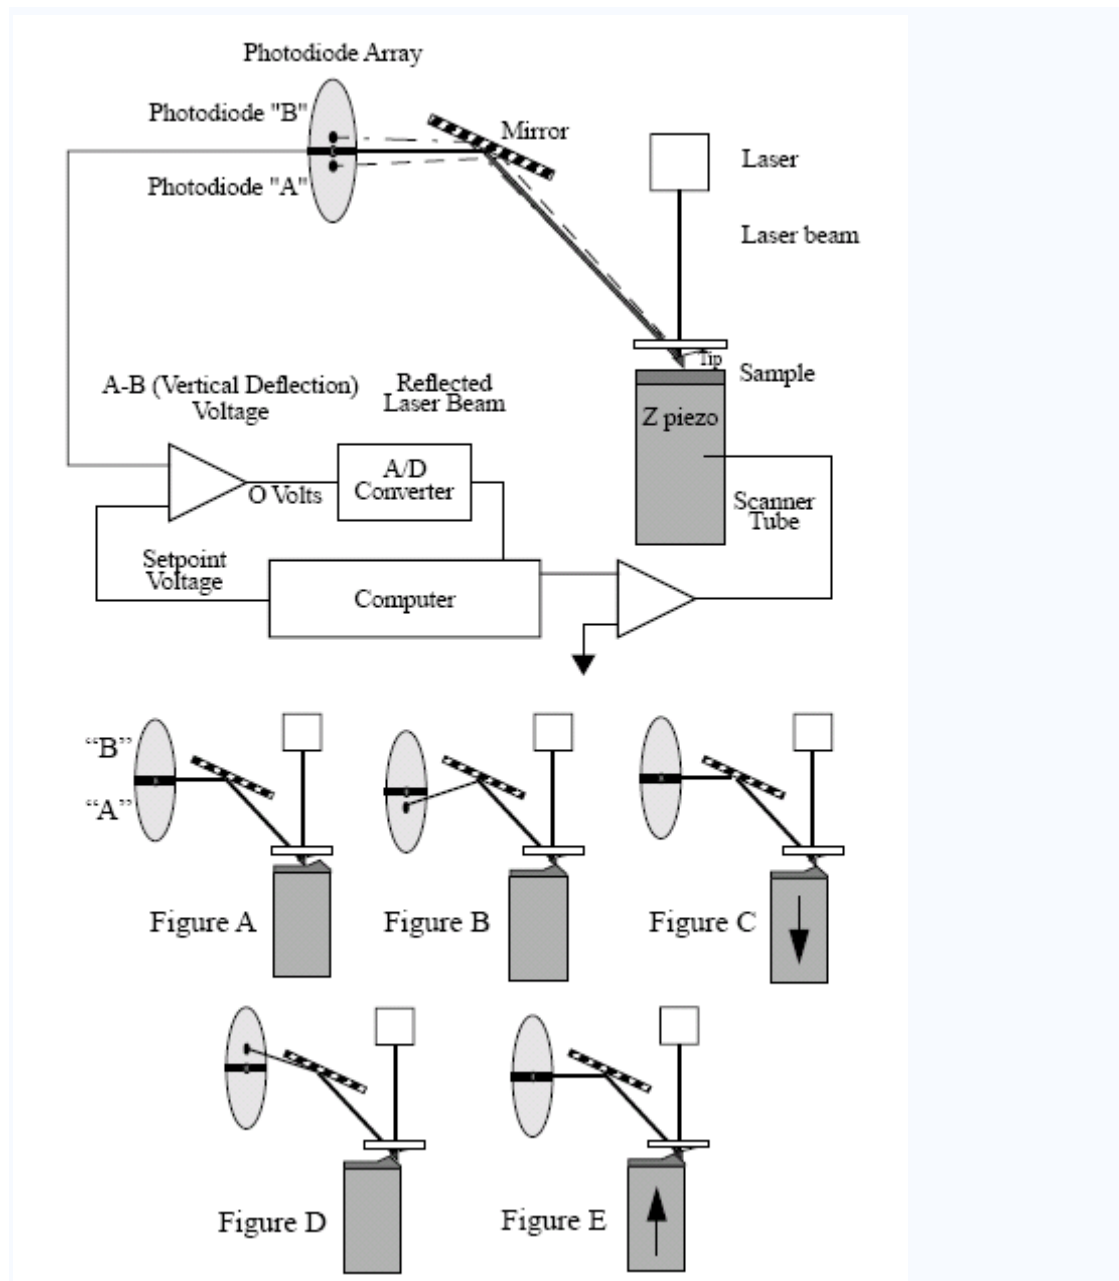 Photodiode Array
Photodiode "B"
Mirror
Laser
Photodiode "A"
Laser beam
Tip
Sample
A-B (Vertical Deflection)
Voltage
Reflected
Laser Beam
Z piezo
A/D
Converter
O Volts
Scanner
Tube
Setpoint
Voltage
Computer
“B”
“A”
Figure A
Figure B
Figure C
Figure D
Figure E